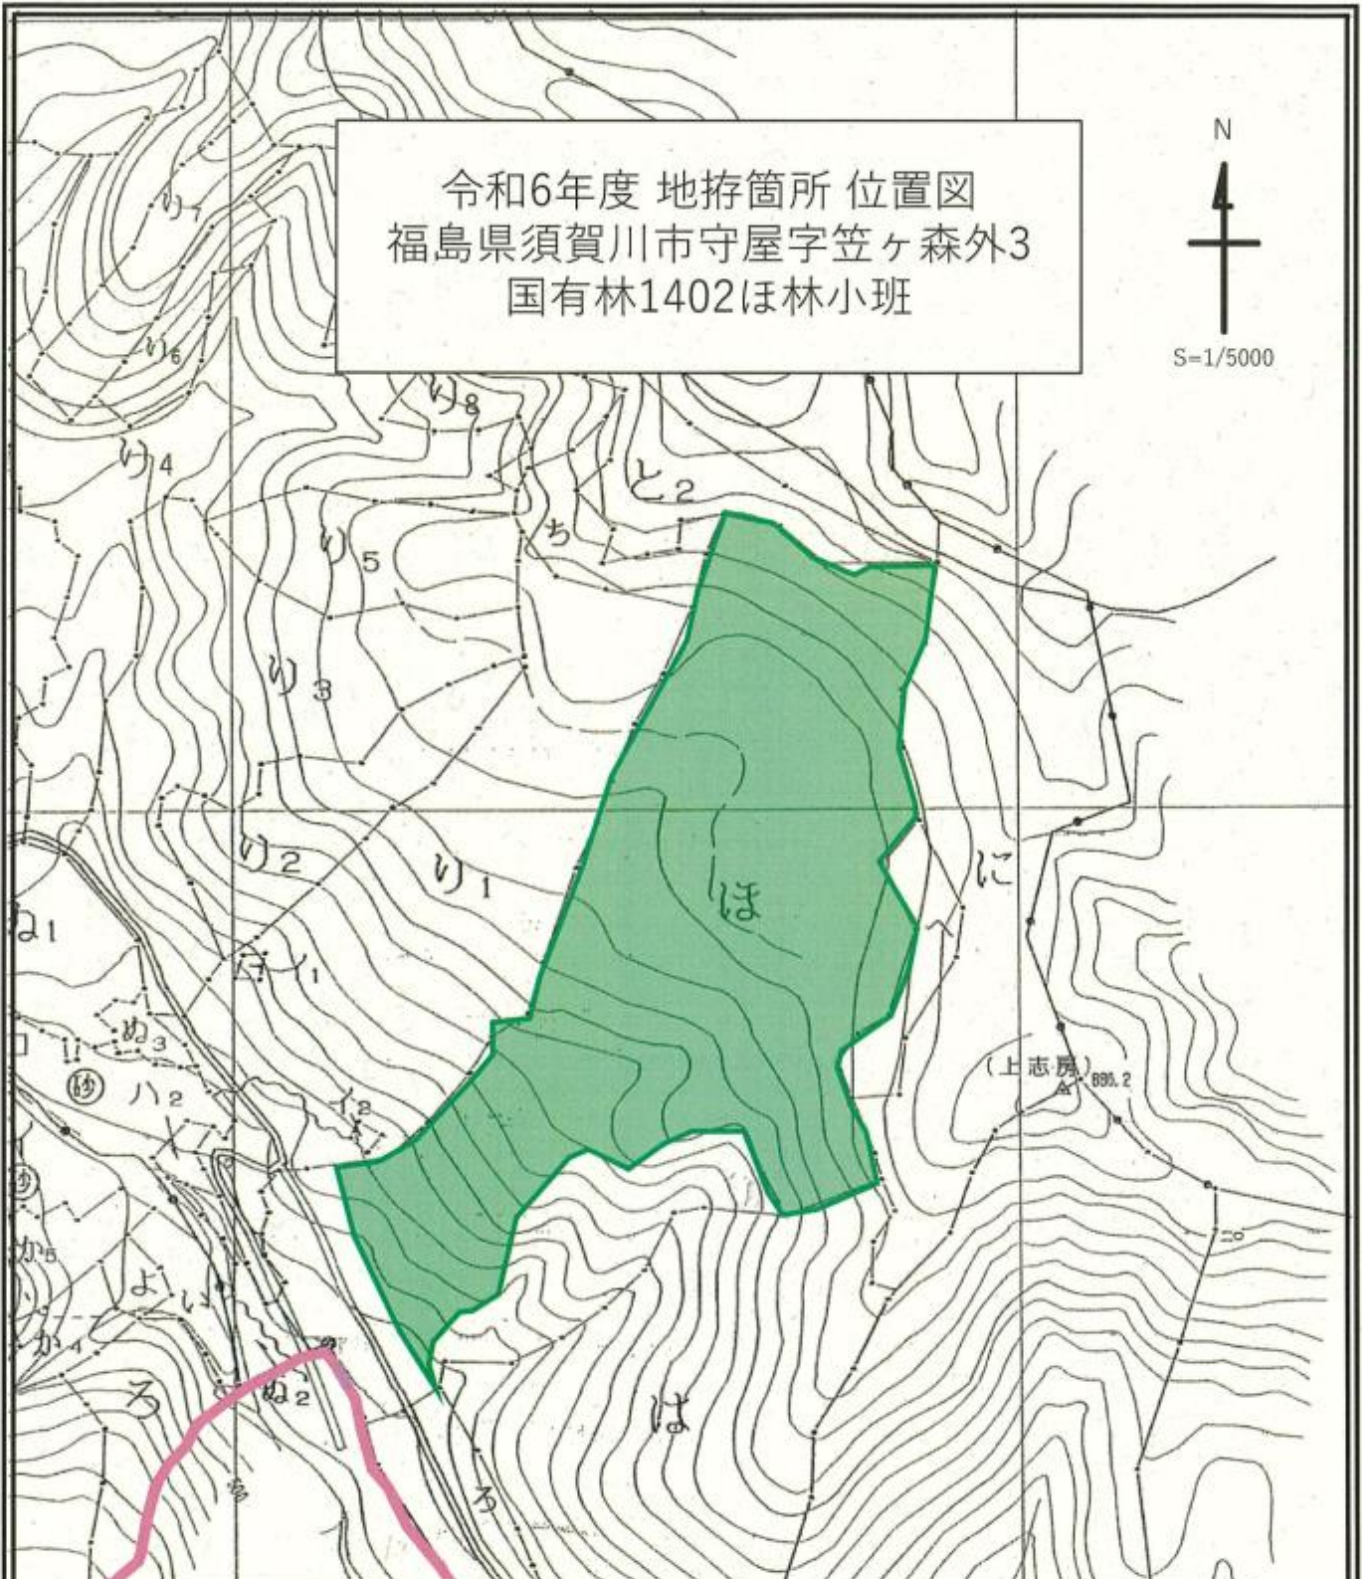 令和6年度 地拵箇所 位置図
福島県須賀川市守屋字笠ヶ森外3
国有林1402ほ林小班
N
S=1/5000
り7
り6
り8
り4
と2
ち
り5
り3
り2
り1
に
ほ
へ
ね1
ぬ3
(上志房)
ハ2
イ2
か5
よ
い
か4
ろ
ぬ2
は
ろ